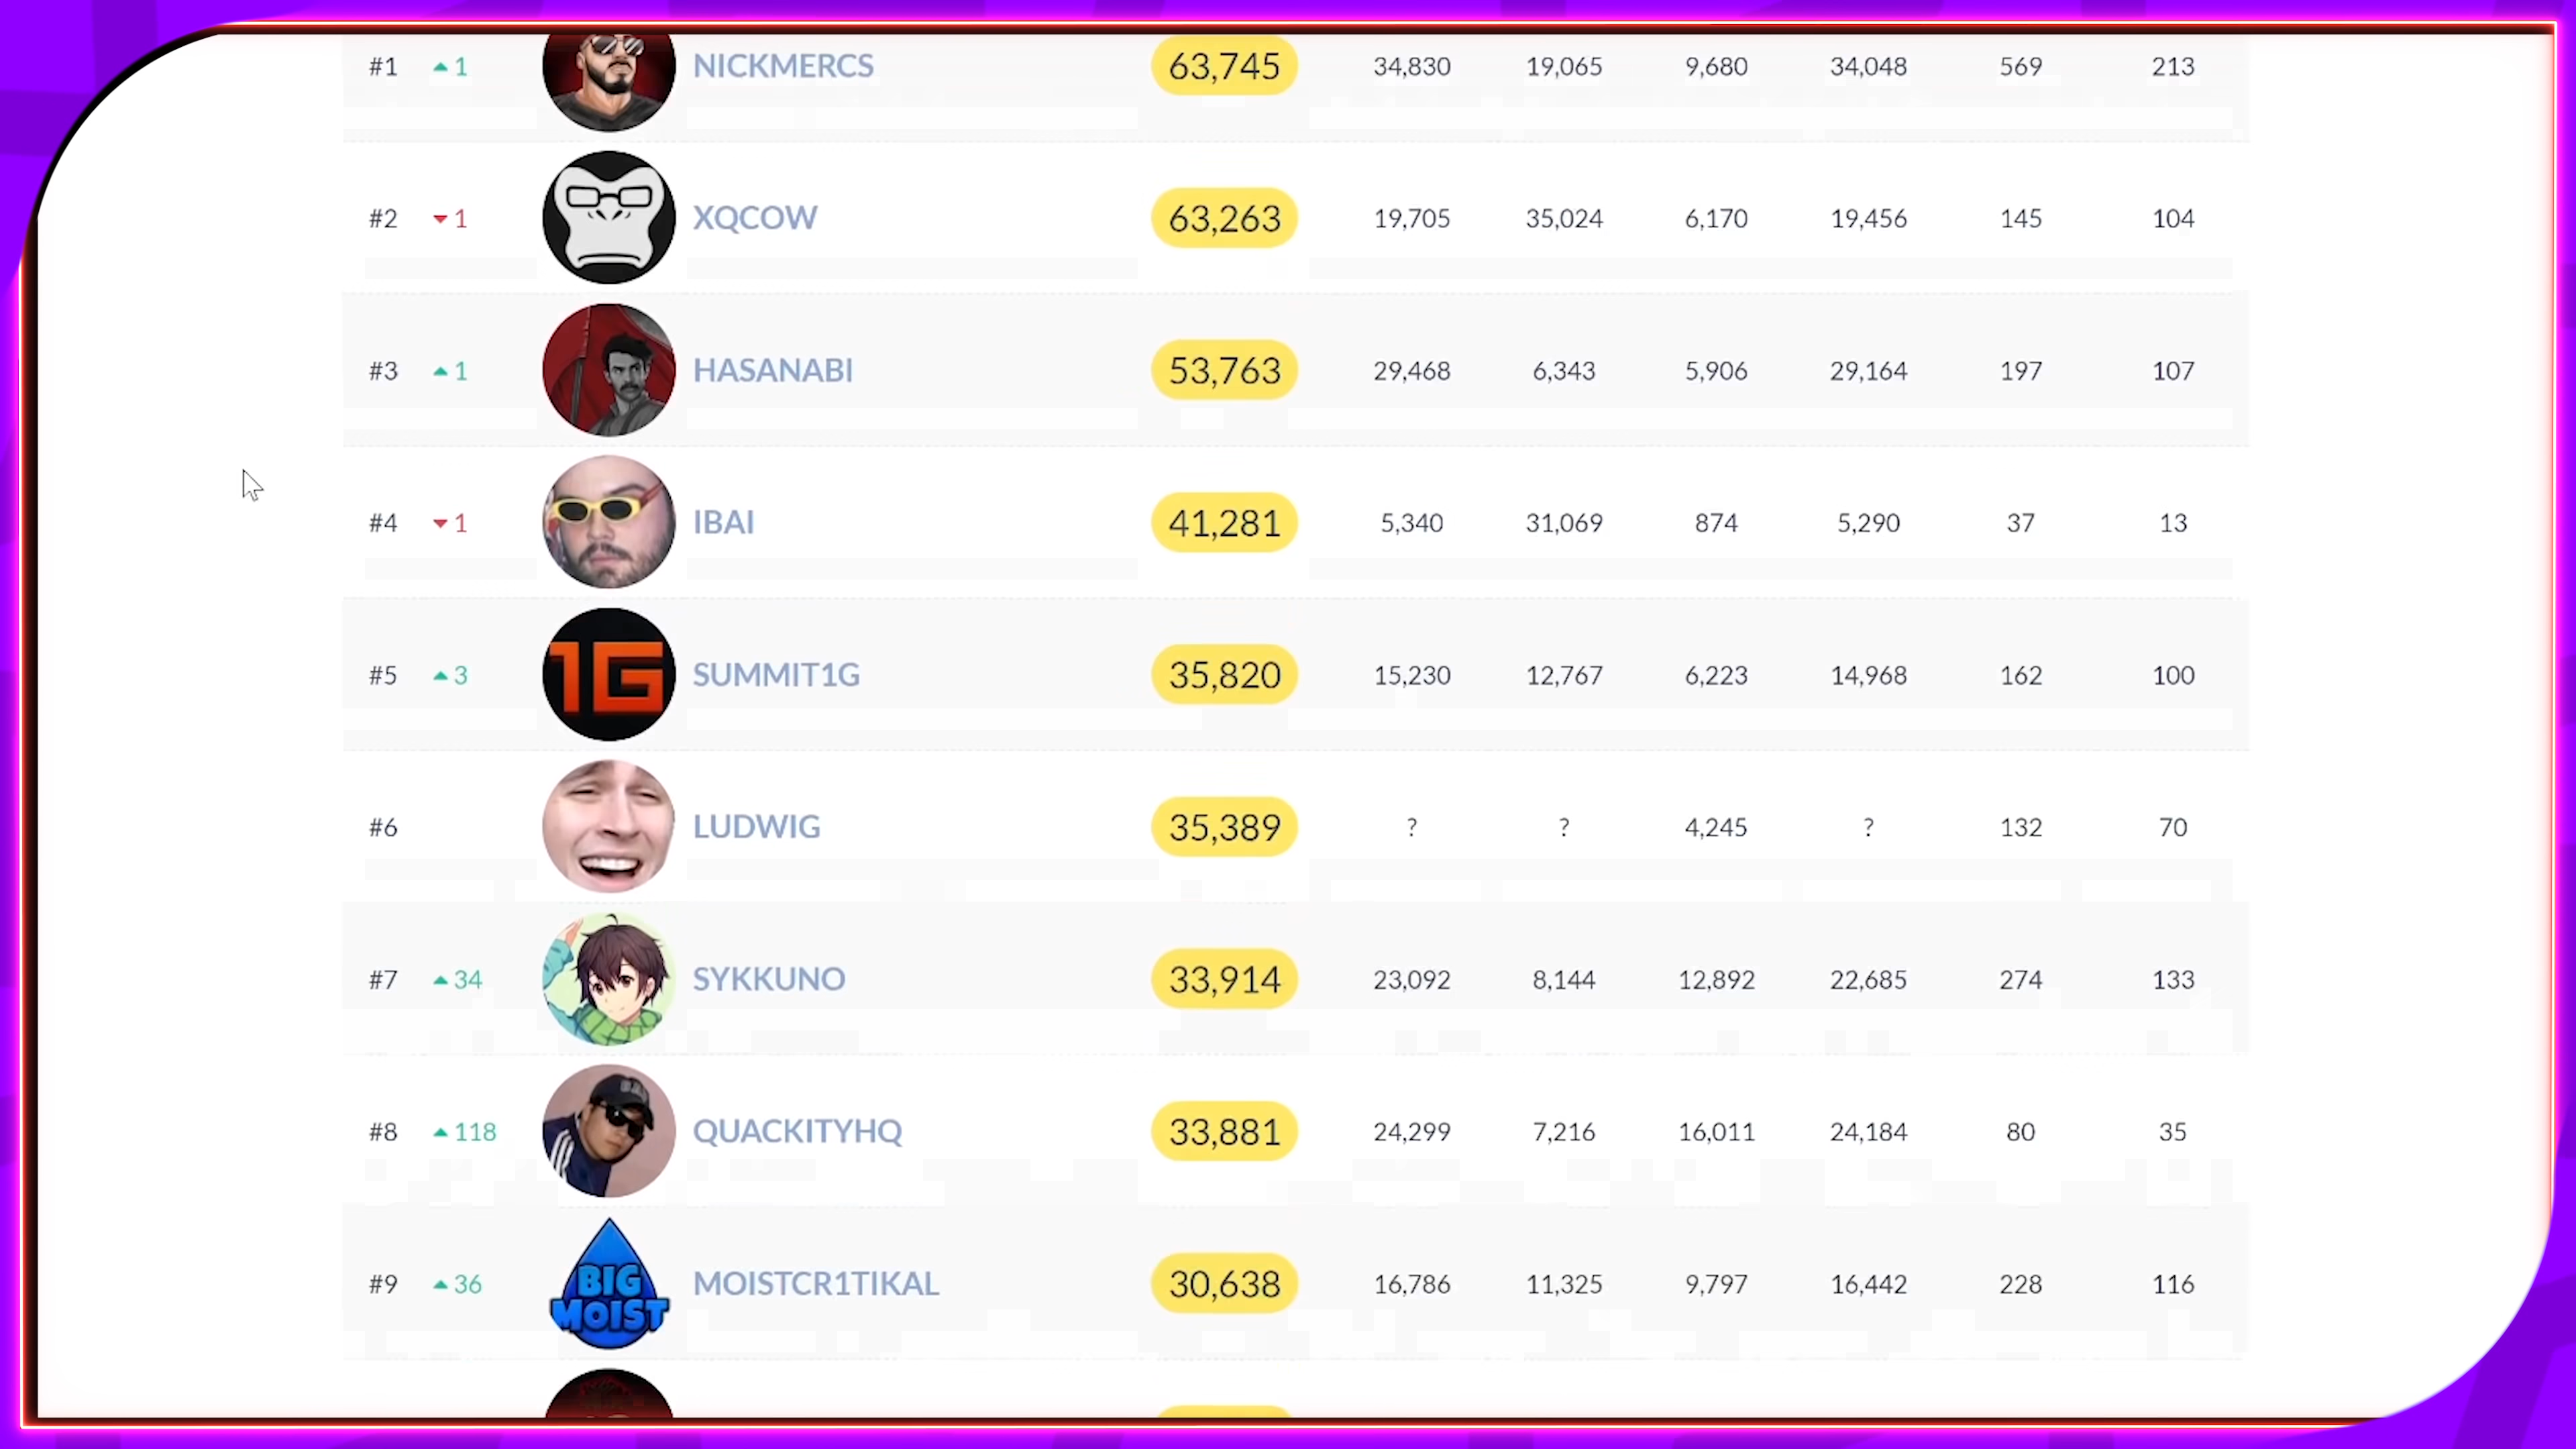 #1 1 NICKMERCS 63,745 34,830 19,065 9,680 34,048 569 213
#2 1 XQCOW 63,263 19,705 35,024 6,170 19,456 145 104
#3 1 HASANABI 53,763 29,468 6,343 5,906 29,164 197 107
#4 1 IBAI 41,281 5,340 31,069 874 5,290 37 13
1G
#5 3 SUMMIT1G 35,820 15,230 12,767 6,223 14,968 162 100
#6 LUDWIG 35,389 ? ? 4,245 ? 132 70
#7 34 SYKKUNO 33,914 23,092 8,144 12,892 22,685 274 133
#8 118 QUACKITYHQ 33,881 24,299 7,216 16,011 24,184 80 35
BIG
MOIST
#9 36 MOISTCR1TIKAL 30,638 16,786 11,325 9,797 16,442 228 116